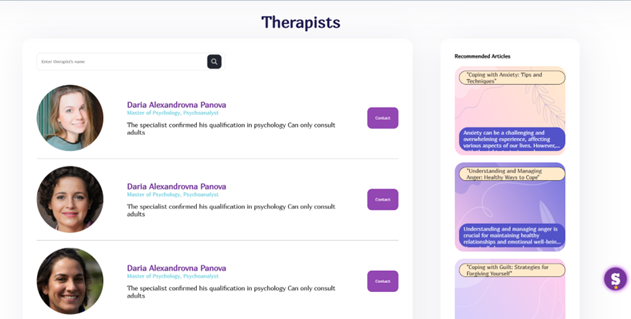 Therapists
Enter therapist's name
Daria Alexandrovna Panova
Master of Psychology, Psychoanalyst
The specialist confirmed his qualification in psychology Can only consult
adults
Contact
Daria Alexandrovna Panova
Master of Psychology, Psychoanalyst
The specialist confirmed his qualification in psychology Can only consult
adults
Contact
Daria Alexandrovna Panova
Master of Psychology, Psychoanalyst
The specialist confirmed his qualification in psychology Can only consult
adults
Contact
Recommended Articles
"Coping with Anxiety: Tips and
Techniques"
Anxiety can be a challenging and
overwhelming experience, affecting
various aspects of our lives. However,...
"Understanding and Managing
Anger: Healthy Ways to Cope"
Understanding and managing anger is
crucial for maintaining healthy
relationships and emotional well-bein...
"Coping with Guilt: Strategies for
Forgiving Yourself"
S